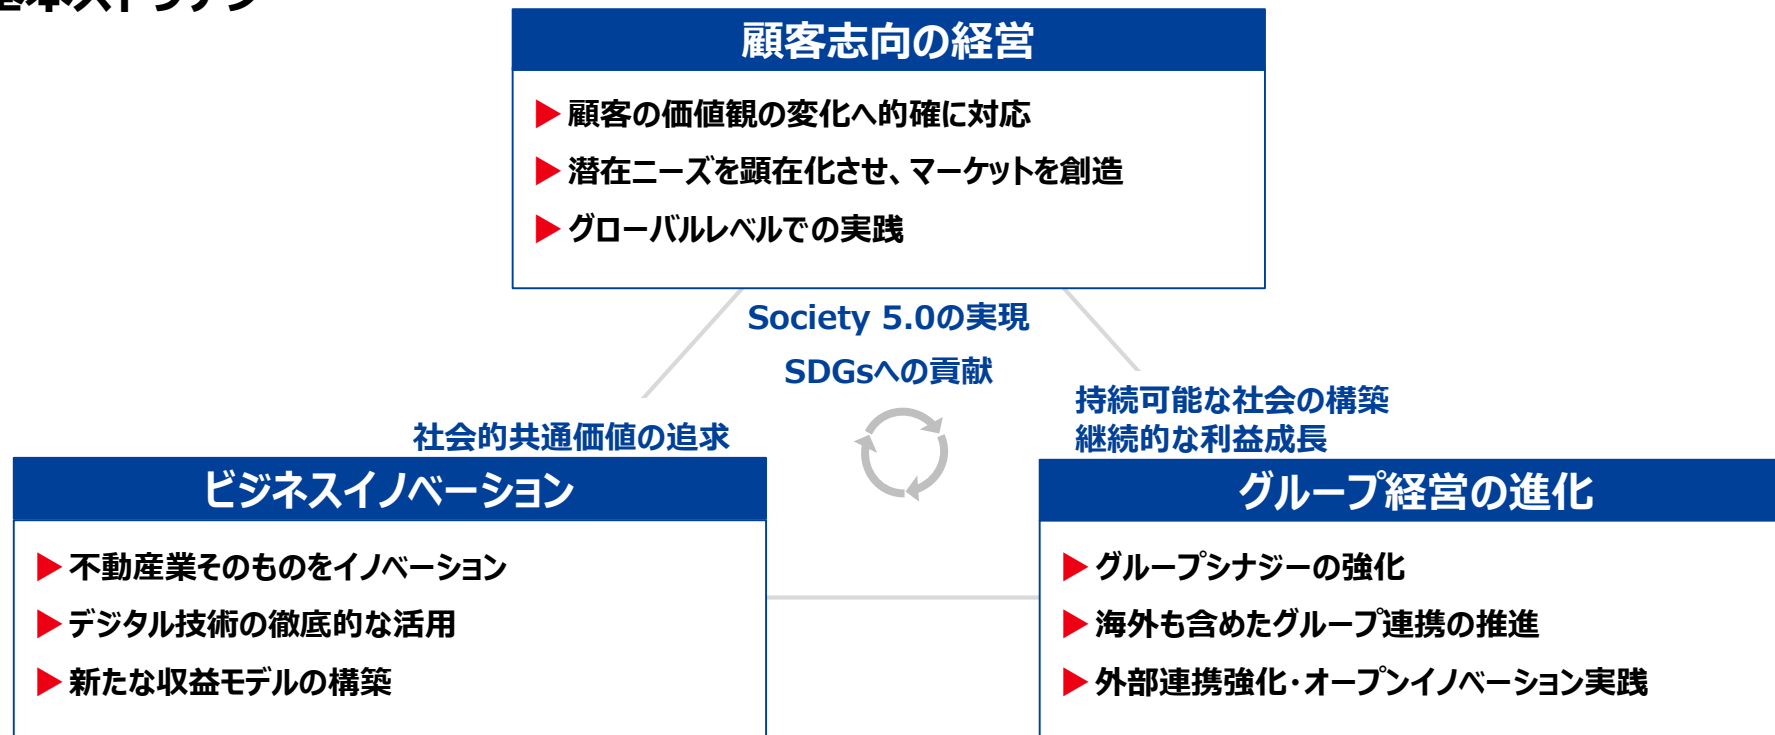 顧客志向の経営
▶顧客の価値観の変化へ的確に対応
▶潜在ニーズを顕在化させ、マーケットを創造
▶グローバルレベルでの実践
Society 5.0の実現
SDGsへの貢献
社会的共通価値の追求
持続可能な社会の構築
継続的な利益成長
ビジネスイノベーション
▶不動産業そのものをイノベーション
▶デジタル技術の徹底的な活用
▶新たな収益モデルの構築
グループ経営の進化
▶グループシナジーの強化
▶海外も含めたグループ連携の推進
▶外部連携強化・オープンイノベーション実践